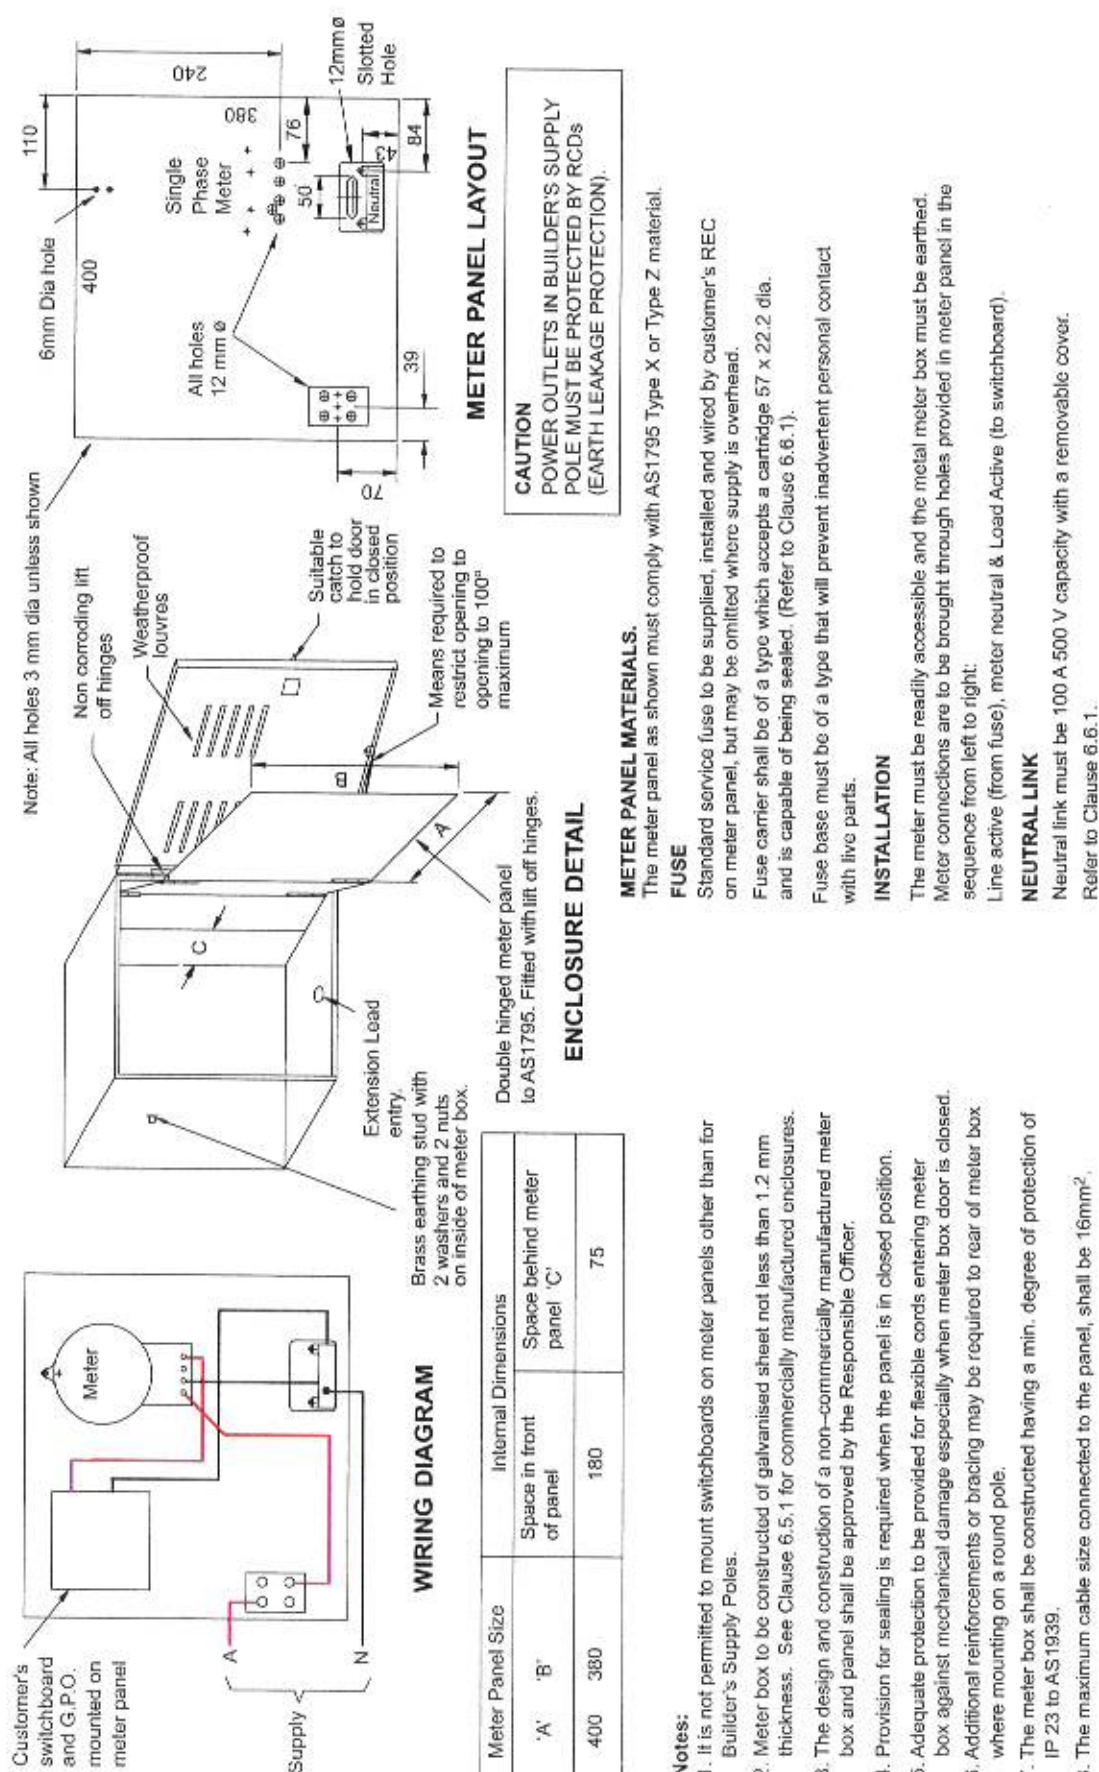 Customer's
switchboard
and G.P.O.
mounted on
meter panel
Supply
A
N
Meter
WIRING DIAGRAM
Note: All holes 3 mm dia unless shown
Non corroding lift
off hinges
Weatherproof
louvres
Suitable
catch to
hold door
in closed
position
Means required to
restrict opening to
opening to 100°
maximum
A
B
C
Extension Lead
entry.
Brass earthing stud with
2 washers and 2 nuts
on inside of meter box.
Double hinged meter panel
to AS1795. Fitted with lift off hinges.
ENCLOSURE DETAIL
6mm Dia hole
110
240
400
380
Single
Phase
Meter
All holes
12 mm ø
76
50
Neutral
43
84
12mm ø
Slotted
Hole
39
70
METER PANEL LAYOUT
CAUTION
POWER OUTLETS IN BUILDER'S SUPPLY
POLE MUST BE PROTECTED BY RCDs
(EARTH LEAKAGE PROTECTION).
Meter Panel Size
Internal Dimensions
'A'
'B'
Space in front
of panel
Space behind meter
panel 'C'
400
380
180
75
Notes:
1. It is not permitted to mount switchboards on meter panels other than for
Builder's Supply Poles.
2. Meter box to be constructed of galvanised sheet not less than 1.2 mm
thickness. See Clause 6.5.1 for commercially manufactured enclosures.
3. The design and construction of a non–commercially manufactured meter
box and panel shall be approved by the Responsible Officer.
4. Provision for sealing is required when the panel is in closed position.
5. Adequate protection to be provided for flexible cords entering meter
box against mechanical damage especially when meter box door is closed.
6. Additional reinforcements or bracing may be required to rear of meter box
where mounting on a round pole.
7. The meter box shall be constructed having a min. degree of protection of
IP 23 to AS1939.
8. The maximum cable size connected to the panel, shall be 16mm².
METER PANEL MATERIALS.
The meter panel as shown must comply with AS1795 Type X or Type Z material.
FUSE
Standard service fuse to be supplied, installed and wired by customer's REC
on meter panel, but may be omitted where supply is overhead.
Fuse carrier shall be of a type which accepts a cartridge 57 x 22.2 dia.
and is capable of being sealed. (Refer to Clause 6.6.1).
Fuse base must be of a type that will prevent inadvertent personal contact
with live parts.
INSTALLATION
The meter must be readily accessible and the metal meter box must be earthed.
Meter connections are to be brought through holes provided in meter panel in the
sequence from left to right:
Line active (from fuse), meter neutral & Load Active (to switchboard).
NEUTRAL LINK
Neutral link must be 100 A 500 V capacity with a removable cover.
Refer to Clause 6.6.1.